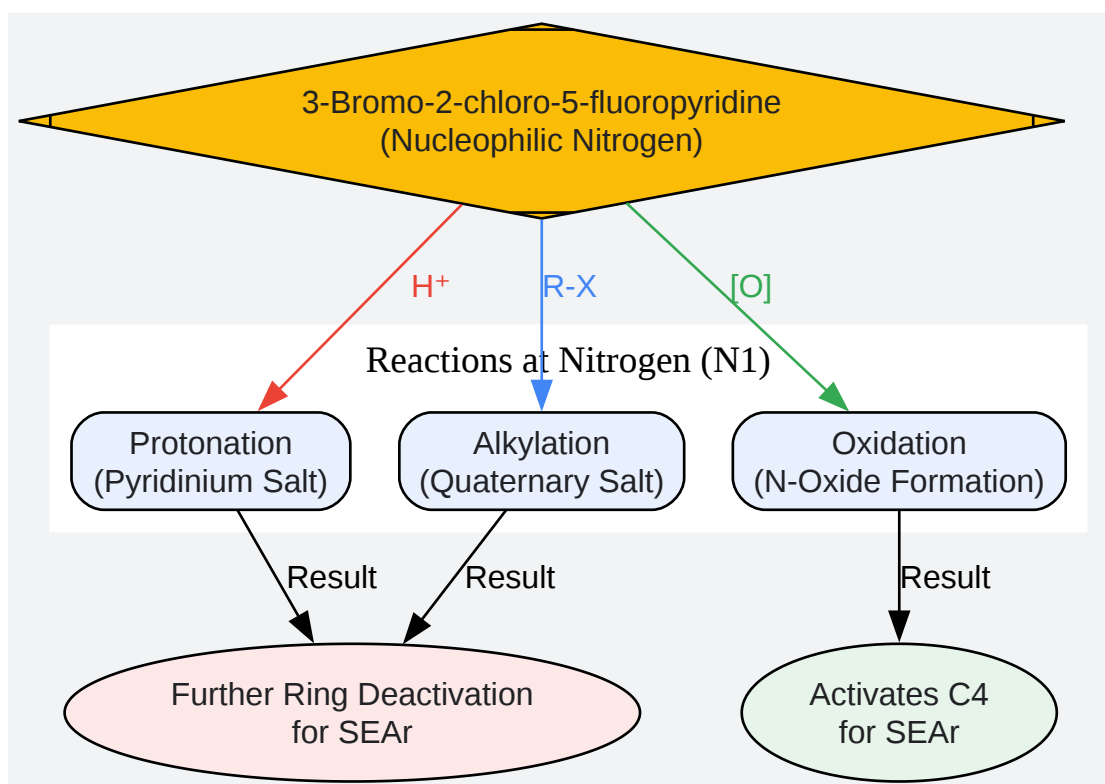 3-Bromo-2-chloro-5-fluoropyridine
(Nucleophilic Nitrogen)
H⁺
R-X
[O]
Reactions at Nitrogen (N1)
Protonation
(Pyridinium Salt)
Alkylation
(Quaternary Salt)
Oxidation
(N-Oxide Formation)
Result
Result
Result
Further Ring Deactivation
for SEAr
Activates C4
for SEAr